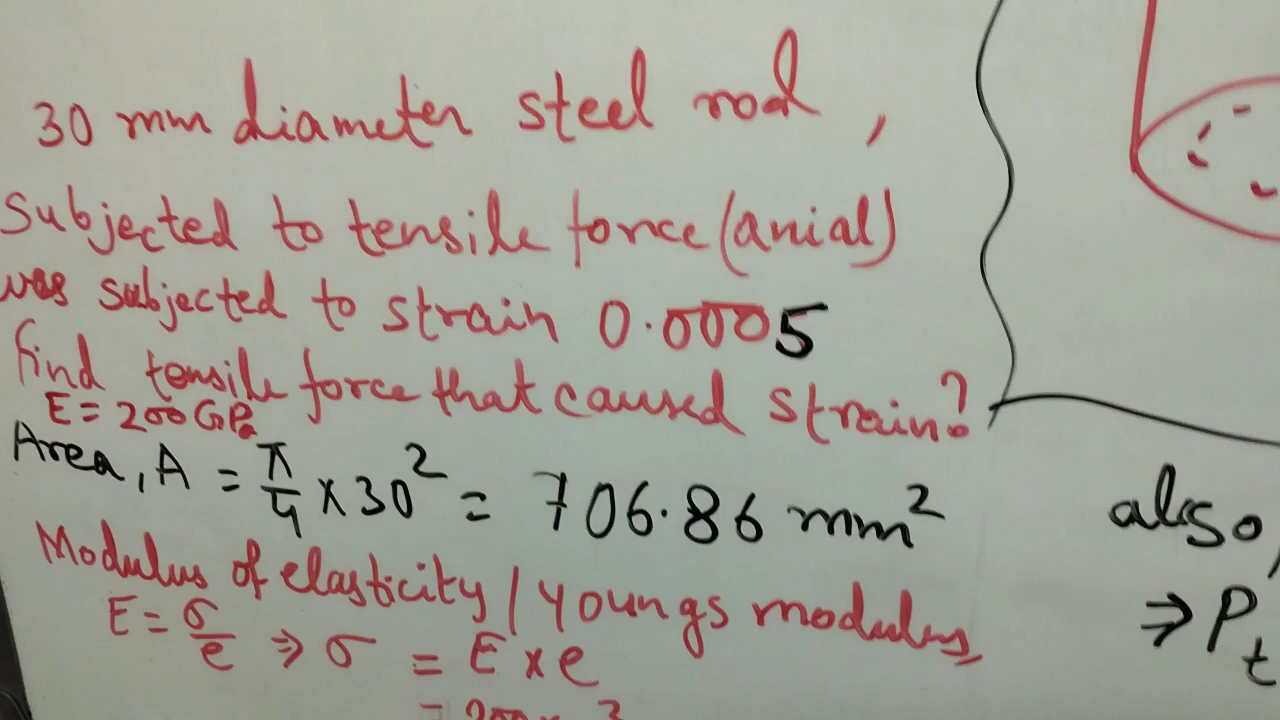 30 mm diameter steel rod,
subjected to tensile force (axial)
was subjected to strain 0.0005
find tensile force that caused strain?
E = 200 GPa
Area, A = π/4 × 30² = 706.86 mm²
Modulus of elasticity / Youngs modulus,
E = σ/e ⇒ σ = E × e
also,
⇒ P_t